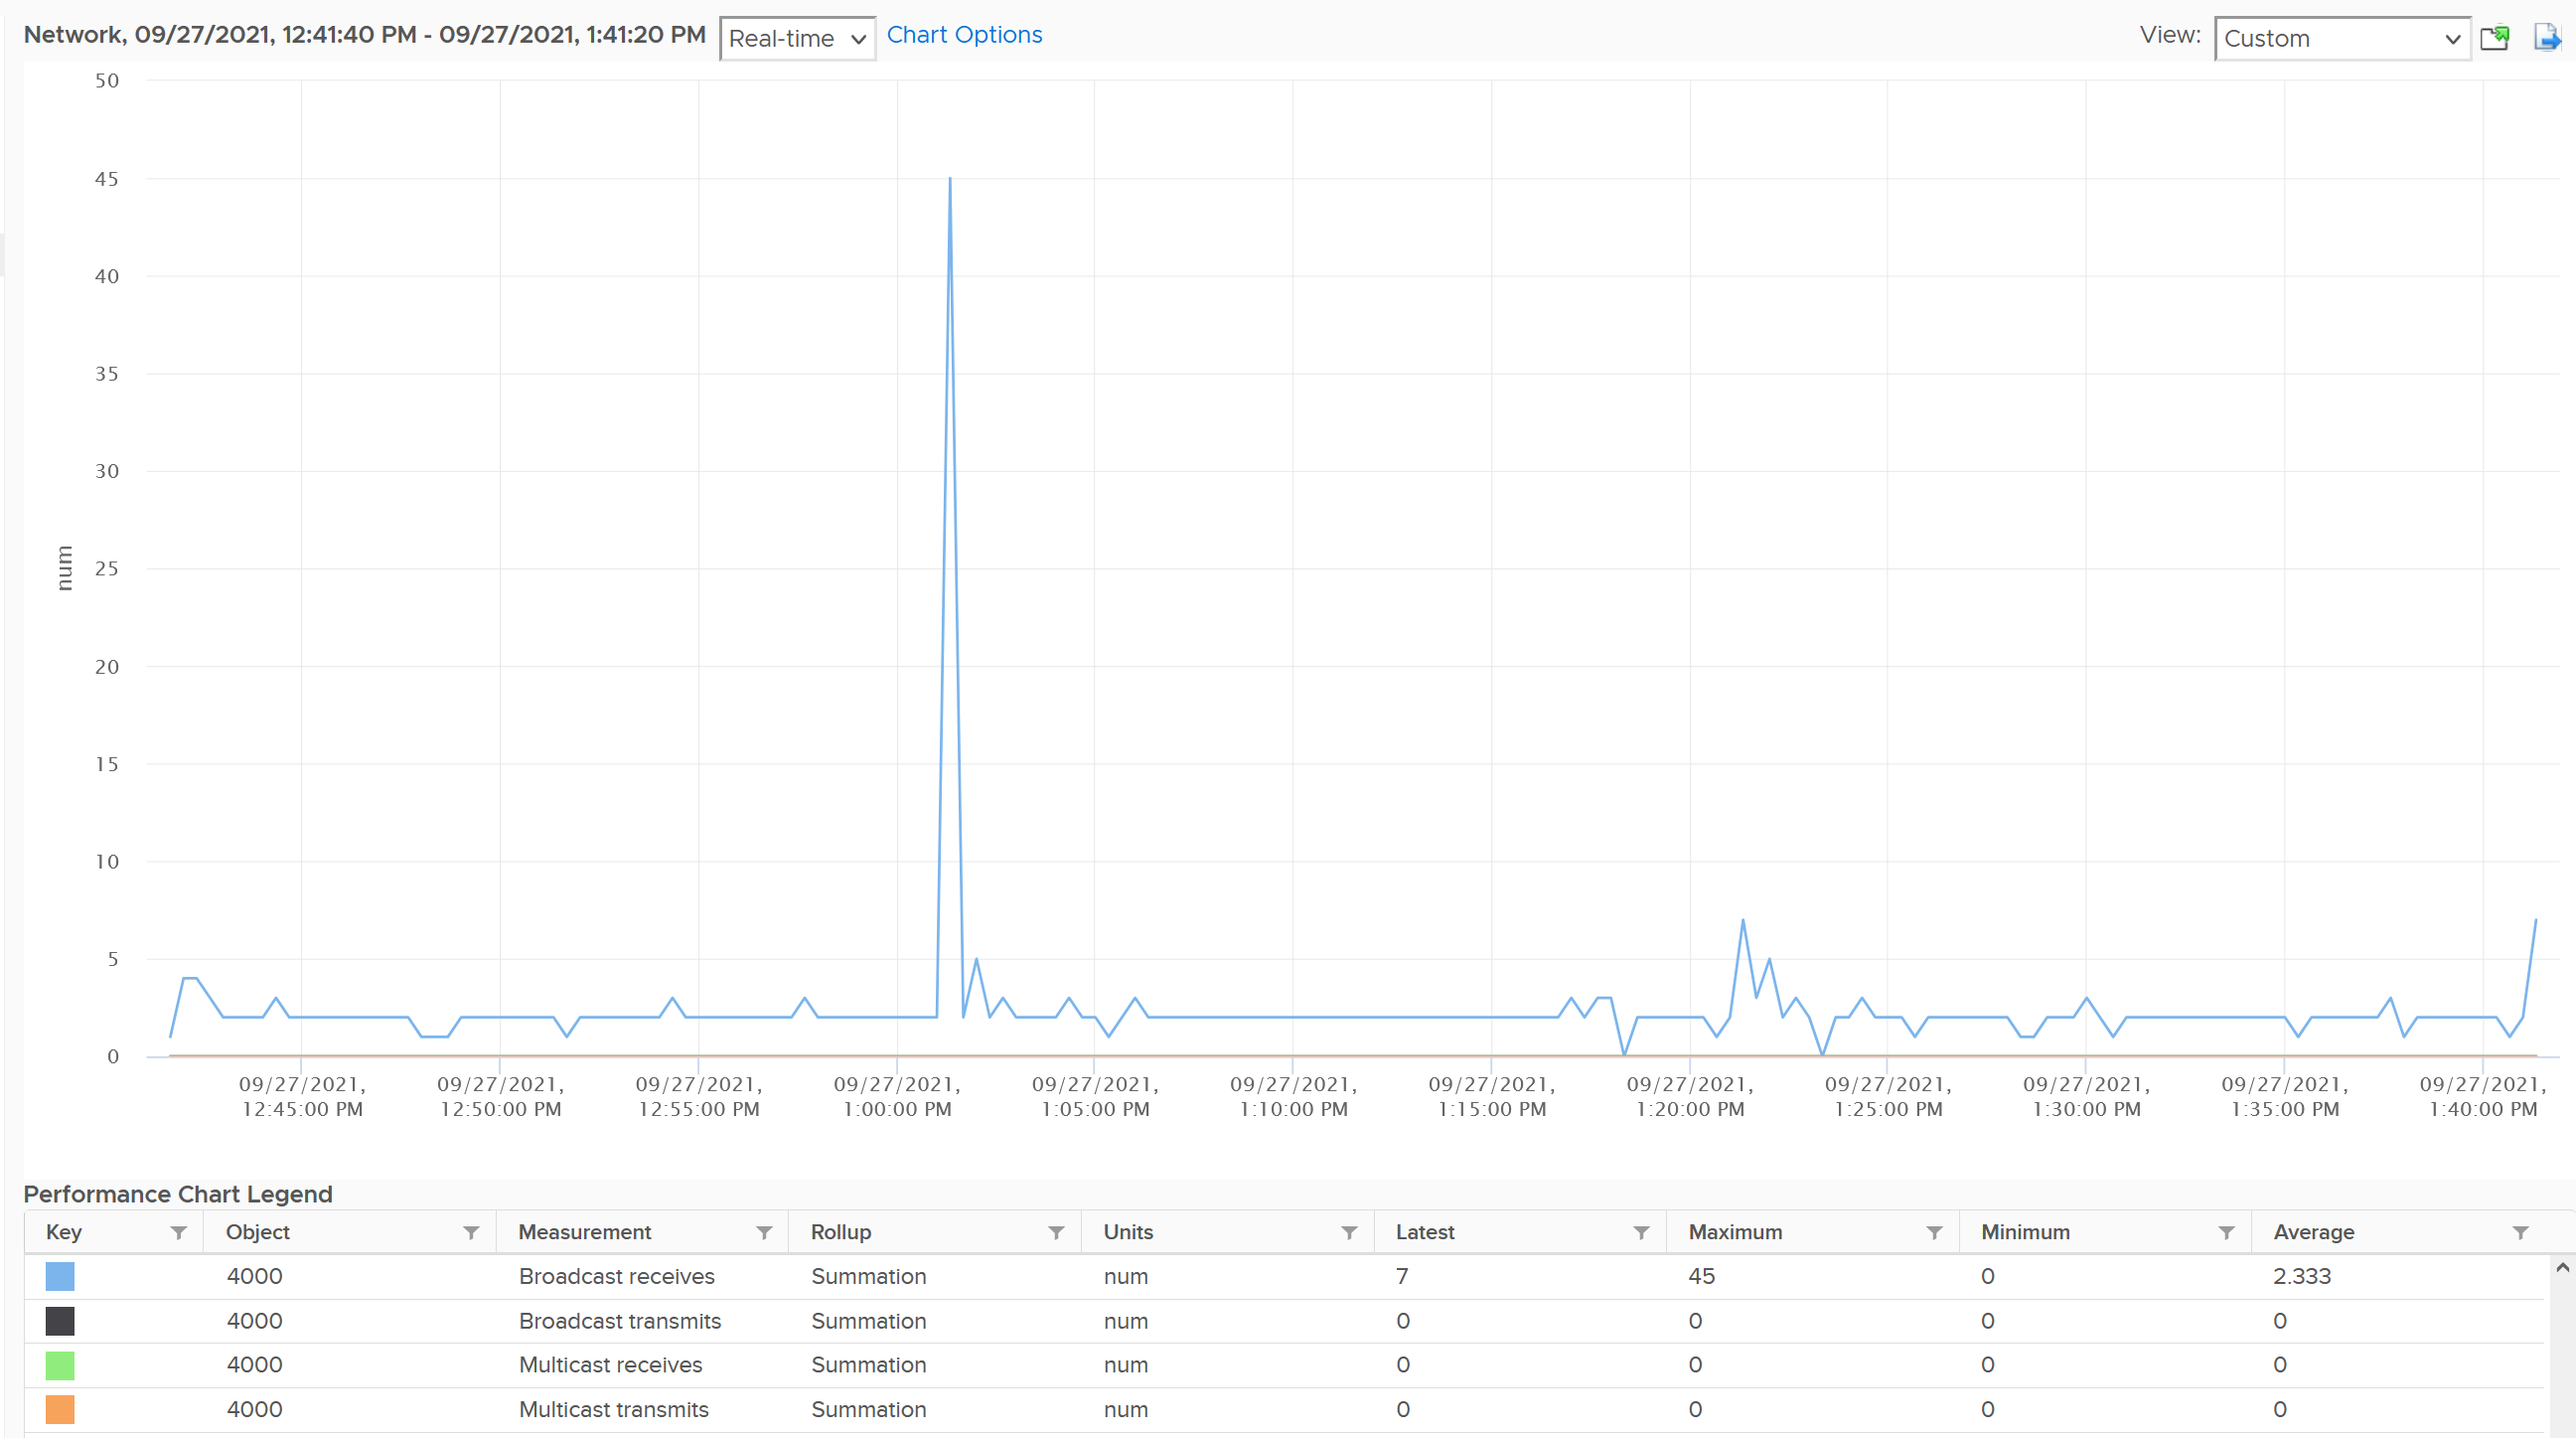 Network, 09/27/2021, 12:41:40 PM - 09/27/2021, 1:41:20 PM Real-time Chart Options View: Custom
50
45
40
35
30
25
20
15
10
5
0
num
09/27/2021, 12:45:00 PM
09/27/2021, 12:50:00 PM
09/27/2021, 12:55:00 PM
09/27/2021, 1:00:00 PM
09/27/2021, 1:05:00 PM
09/27/2021, 1:10:00 PM
09/27/2021, 1:15:00 PM
09/27/2021, 1:20:00 PM
09/27/2021, 1:25:00 PM
09/27/2021, 1:30:00 PM
09/27/2021, 1:35:00 PM
09/27/2021, 1:40:00 PM
Performance Chart Legend
Key Object Measurement Rollup Units Latest Maximum Minimum Average
4000 Broadcast receives Summation num 7 45 0 2.333
4000 Broadcast transmits Summation num 0 0 0 0
4000 Multicast receives Summation num 0 0 0 0
4000 Multicast transmits Summation num 0 0 0 0